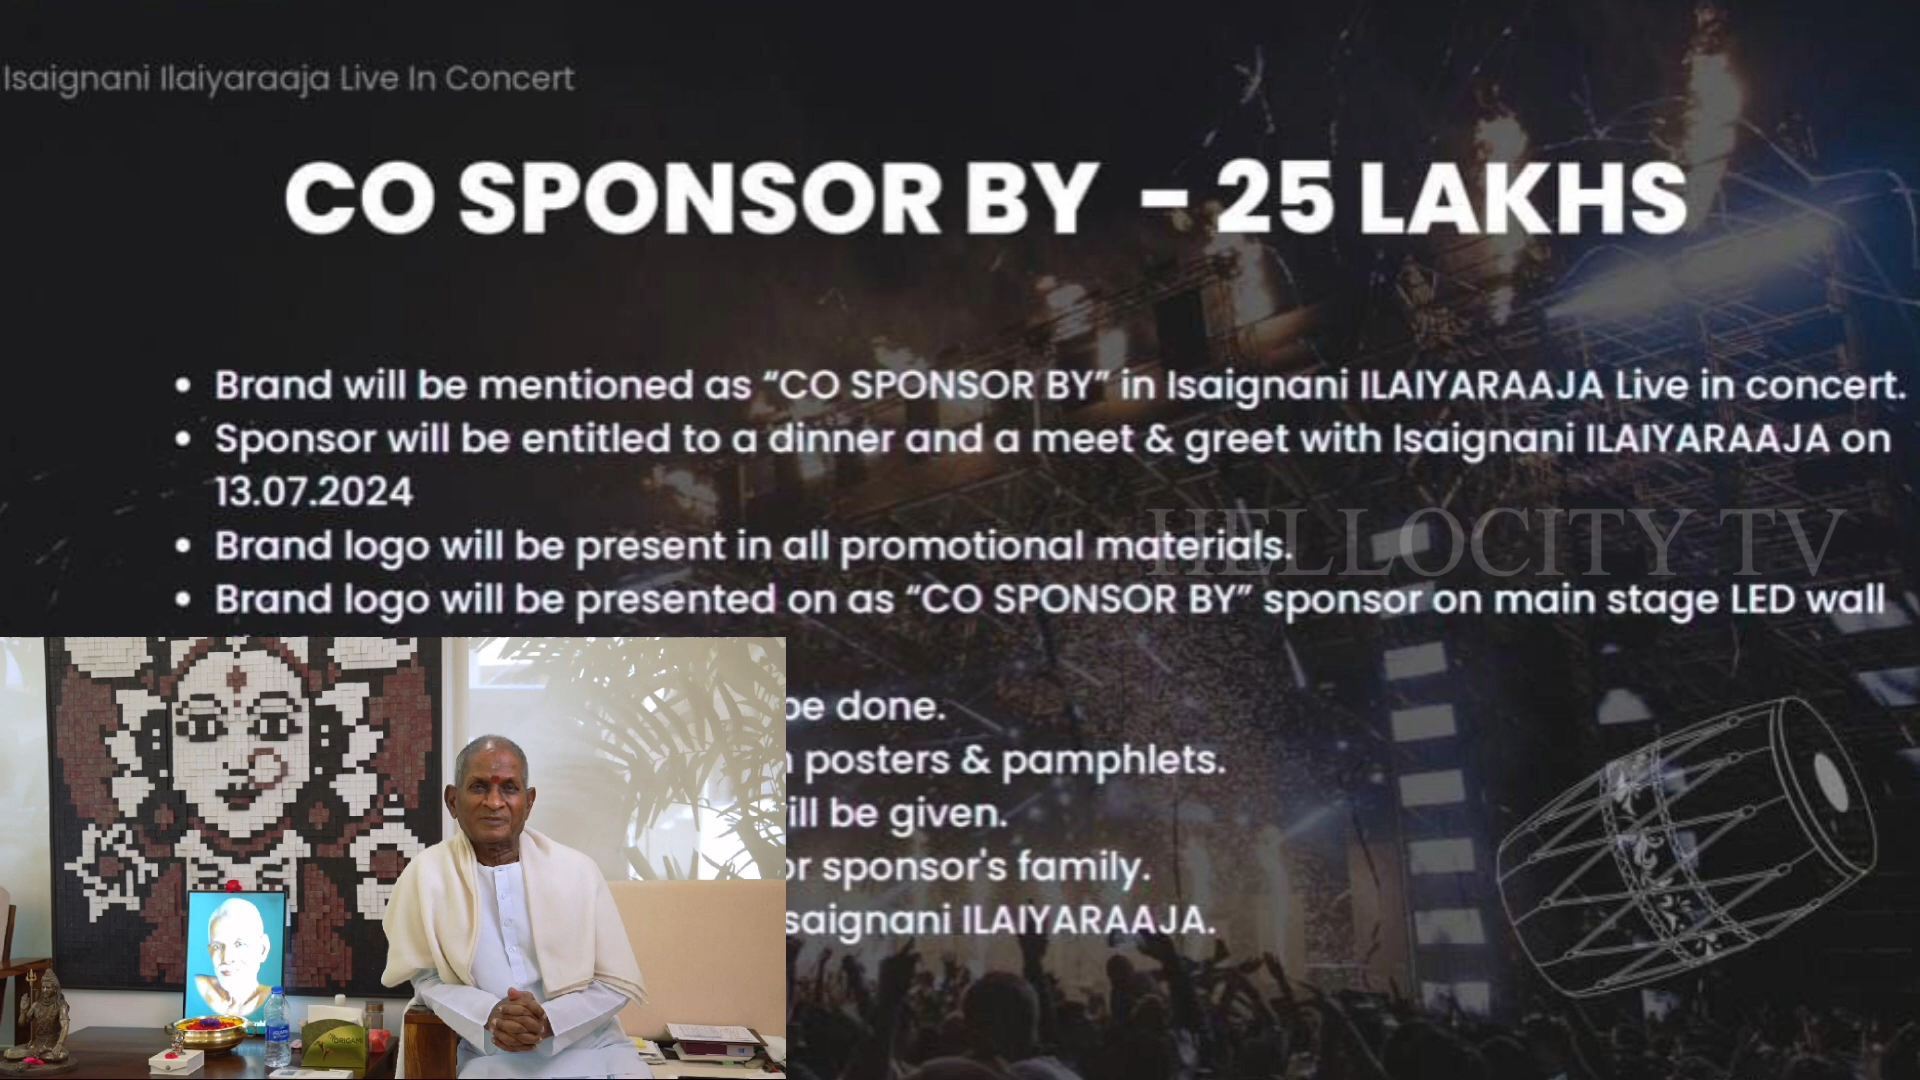 Isaignani Ilaiyaraaja Live In Concert
CO SPONSOR BY - 25 LAKHS
• Brand will be mentioned as “CO SPONSOR BY” in Isaignani ILAIYARAAJA Live in concert.
• Sponsor will be entitled to a dinner and a meet & greet with Isaignani ILAIYARAAJA on
13.07.2024
• Brand logo will be present in all promotional materials.
HELLOCITY TV
• Brand logo will be presented on as “CO SPONSOR BY” sponsor on main stage LED wall
be done.
posters & pamphlets.
will be given.
or sponsor's family.
Isaignani ILAIYARAAJA.
ORIGAMI